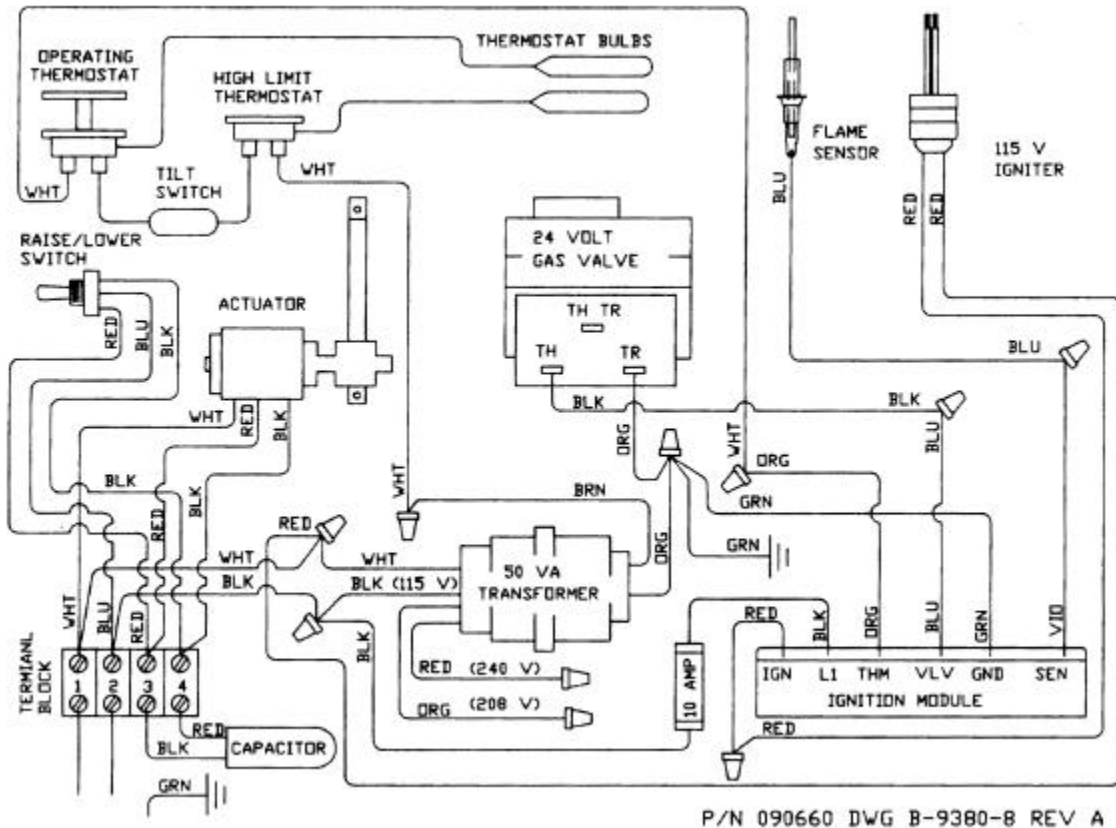 OPERATING
THERMOSTAT
HIGH LIMIT
THERMOSTAT
THERMOSTAT BULBS
WHT
TILT
SWITCH
WHT
FLAME
SENSOR
115 V
IGNITER
BLU
RED
RED
RAISE/LOWER
SWITCH
RED
BLU
BLK
ACTUATOR
24 VOLT
GAS VALVE
TH TR
TH
TR
BLU
WHT
RED
BLK
BLK
BLK
ORG
BLU
WHT
ORG
WHT
BRN
GRN
BLK
BLK
RED
RED
WHT
WHT
ORG
GRN
BLK
BLK (115 V)
50 VA
TRANSFORMER
WHT
BLU
RED
BLK
RED (240 V)
ORG (208 V)
10 AMP
RED
BLK
ORG
BLU
GRN
VIO
TERMIANL
BLOCK
1 2 3 4
IGN L1 THM VLV GND SEN
IGNITION MODULE
RED
RED
BLK
CAPACITOR
GRN
P/N 090660 DWG B-9380-8 REV A